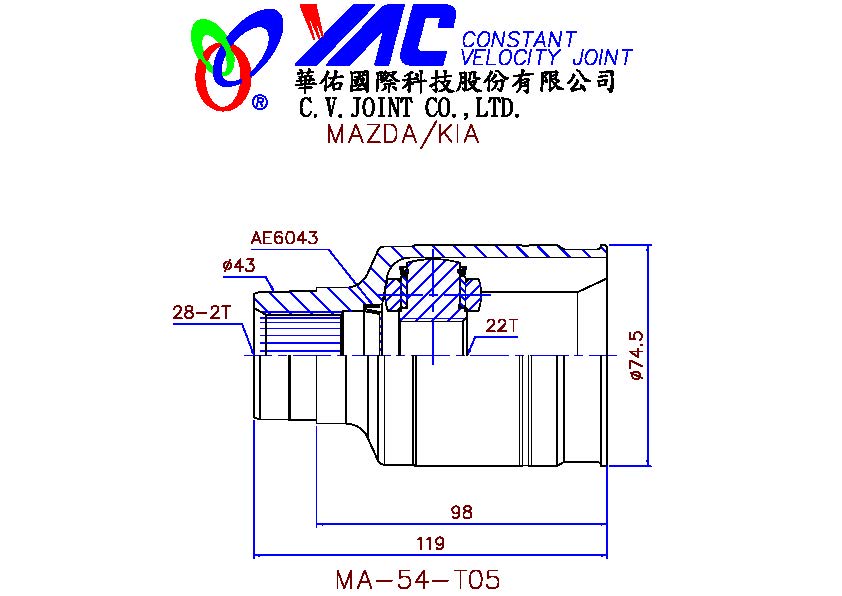 YAC CONSTANT
VELOCITY JOINT
®
華佑國際科技股份有限公司
C.V.JOINT CO.,LTD.
MAZDA/KIA
AE6043
ø43
28-2T
22T
ø74.5
98
119
MA-54-T05